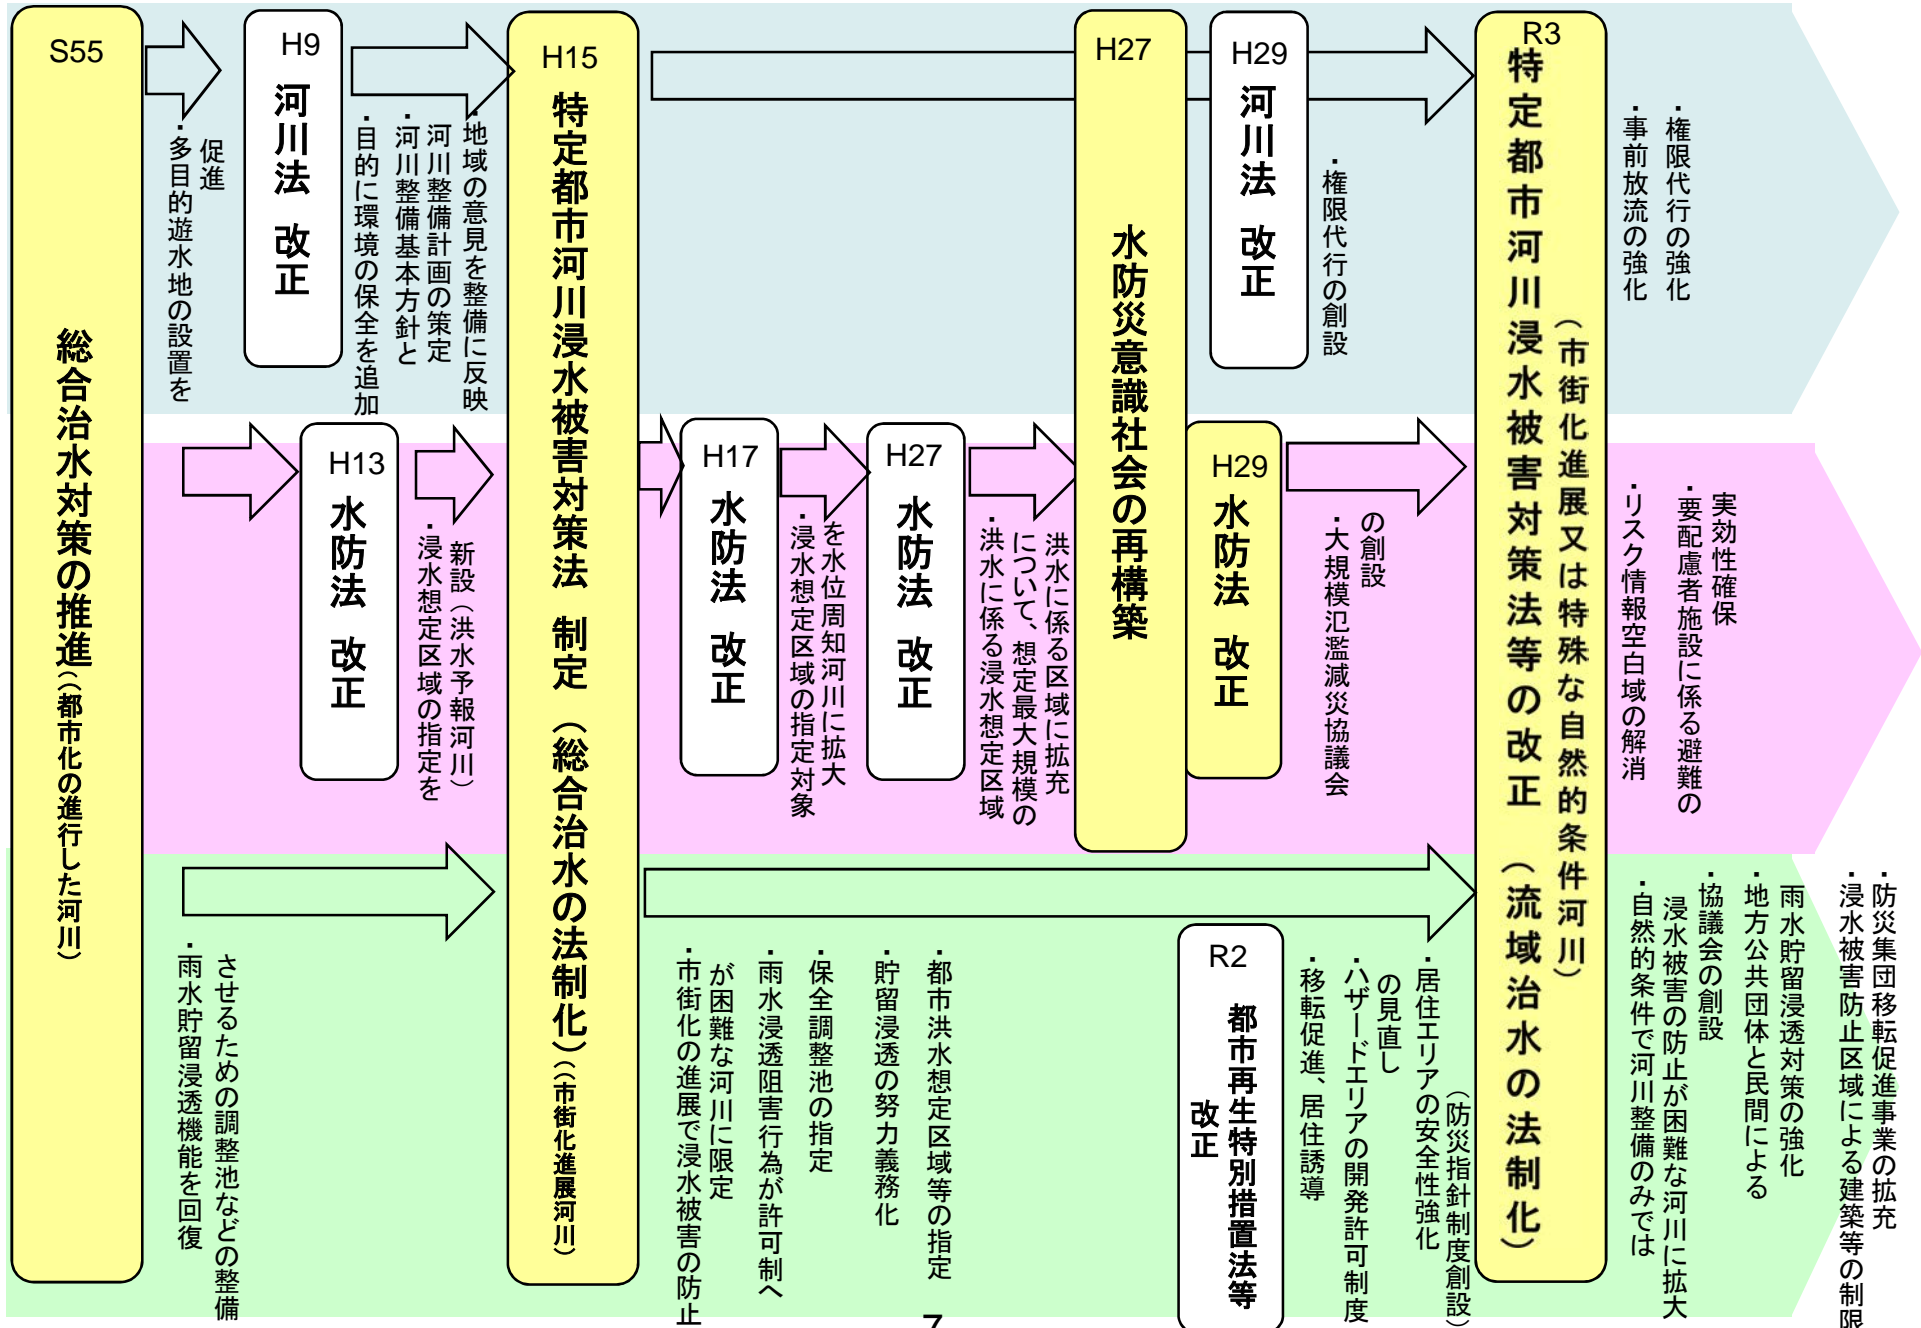 S55
総合治水対策の推進（（都市化の進行した河川）
・多目的遊水地の設置を
促進
H9
河川法　改正
・目的に環境の保全を追加
・河川整備基本方針と
河川整備計画の策定
・地域の意見を整備に反映
H13
水防法　改正
・浸水想定区域の指定を
新設（洪水予報河川）
・雨水貯留浸透機能を回復
させるための調整池などの整備
H15
特定都市河川浸水被害対策法　制定　（総合治水の法制化）（（市街化進展河川）
H17
水防法　改正
・浸水想定区域の指定対象
を水位周知河川に拡大
H27
水防法　改正
・洪水に係る浸水想定区域
について、想定最大規模の
洪水に係る区域に拡充
・市街化の進展で浸水被害の防止
が困難な河川に限定
・雨水浸透阻害行為が許可制へ
・保全調整池の指定
・貯留浸透の努力義務化
・都市洪水想定区域等の指定
H27
水防災意識社会の再構築
H29
河川法　改正
・権限代行の創設
H29
水防法　改正
・大規模氾濫減災協議会
の創設
R2
都市再生特別措置法等
改正
・移転促進、居住誘導
・ハザードエリアの開発許可制度
の見直し
・居住エリアの安全性強化
（防災指針制度創設）
R3
特定都市河川浸水被害対策法等の改正　（流域治水の法制化）
（市街化進展又は特殊な自然的条件河川）
・事前放流の強化
・権限代行の強化
・リスク情報空白域の解消
・要配慮者施設に係る避難の
実効性確保
・自然的条件で河川整備のみでは
浸水被害の防止が困難な河川に拡大
・協議会の創設
・地方公共団体と民間による
雨水貯留浸透対策の強化
・浸水被害防止区域による建築等の制限
・防災集団移転促進事業の拡充
7